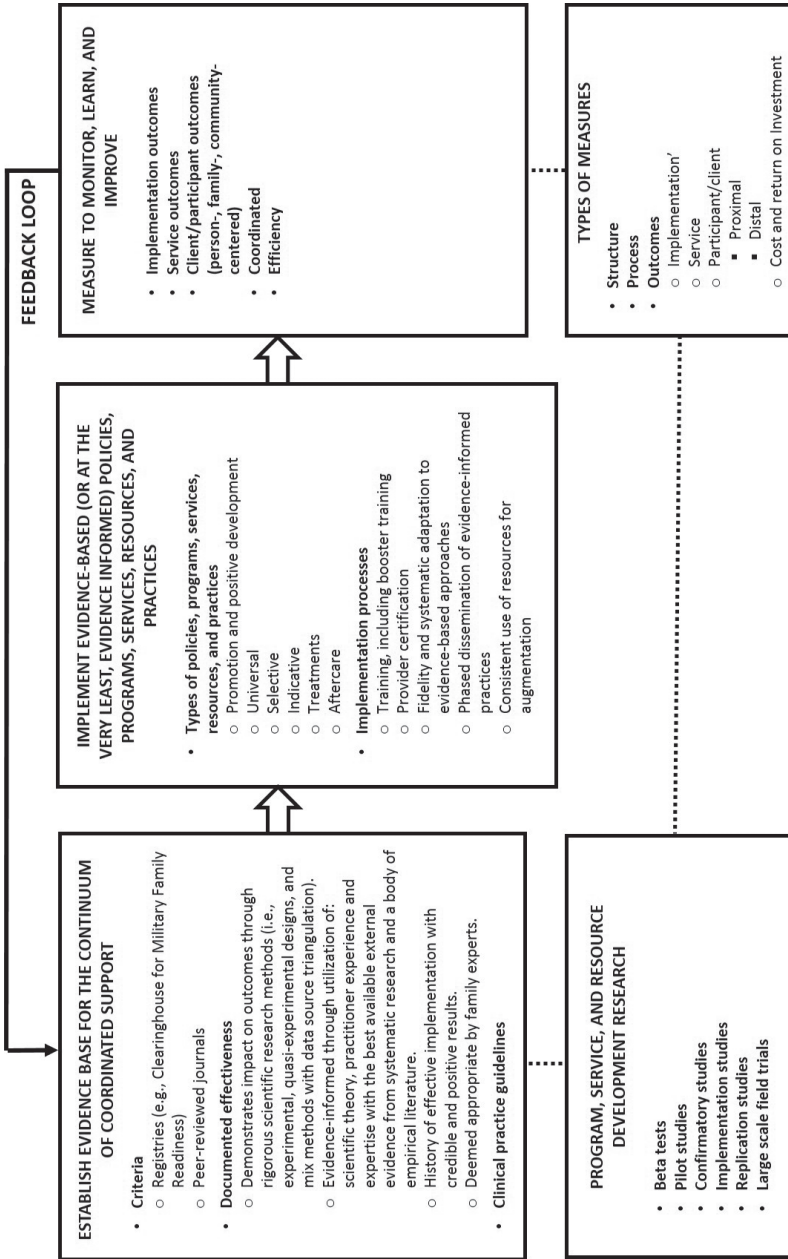 FEEDBACK LOOP
ESTABLISH EVIDENCE BASE FOR THE CONTINUUM
OF COORDINATED SUPPORT
• Criteria
○ Registries (e.g., Clearinghouse for Military Family
Readiness)
○ Peer-reviewed journals
• Documented effectiveness
○ Demonstrates impact on outcomes through
rigorous scientific research methods (i.e.,
experimental, quasi-experimental designs, and
mix methods with data source triangulation).
○ Evidence-informed through utilization of:
scientific theory, practitioner experience and
expertise with the best available external
evidence from systematic research and a body of
empirical literature.
○ History of effective implementation with
credible and positive results.
○ Deemed appropriate by family experts.
• Clinical practice guidelines
IMPLEMENT EVIDENCE-BASED (OR AT THE
VERY LEAST, EVIDENCE INFORMED) POLICIES,
PROGRAMS, SERVICES, RESOURCES, AND
PRACTICES
• Types of policies, programs, services,
resources, and practices
○ Promotion and positive development
○ Universal
○ Selective
○ Indicative
○ Treatments
○ Aftercare
• Implementation processes
○ Training, including booster training
○ Provider certification
○ Fidelity and systematic adaptation to
evidence-based approaches
○ Phased dissemination of evidence-informed
practices
○ Consistent use of resources for
augmentation
MEASURE TO MONITOR, LEARN, AND
IMPROVE
• Implementation outcomes
• Service outcomes
• Client/participant outcomes
(person-, family-, community-
centered)
• Coordinated
• Efficiency
PROGRAM, SERVICE, AND RESOURCE
DEVELOPMENT RESEARCH
• Beta tests
• Pilot studies
• Confirmatory studies
• Implementation studies
• Replication studies
• Large scale field trials
TYPES OF MEASURES
• Structure
• Process
• Outcomes
○ Implementation’
○ Service
○ Participant/client
■ Proximal
■ Distal
○ Cost and return on Investment